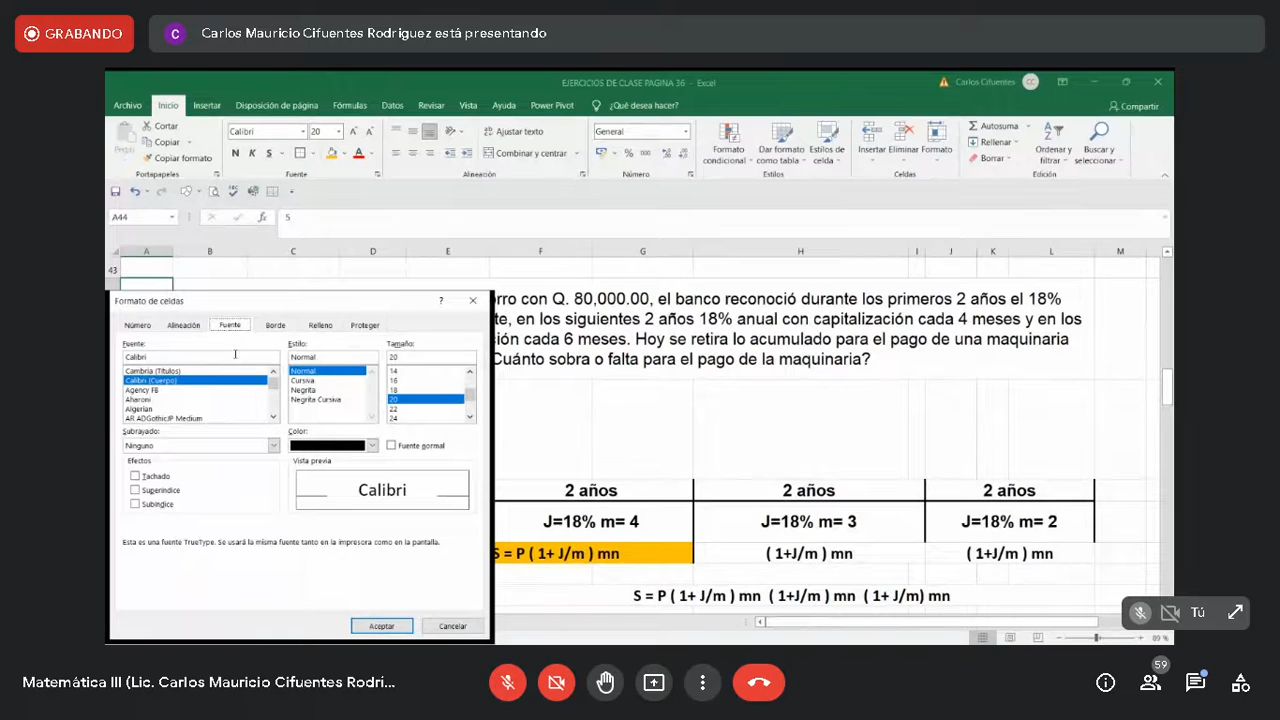 GRABANDO
C
Carlos Mauricio Cifuentes Rodriguez está presentando
EJERCICIOS DE CLASE PAGINA 36 - Excel
Carlos Cifuentes
CC
Archivo Inicio Insertar Disposición de página Fórmulas Datos Revisar Vista Ayuda Power Pivot ¿Qué desea hacer? Compartir
Pegar
Cortar
Copiar
Copiar formato
Portapapeles
Calibri 20
N K S
Fuente
Ajustar texto
Combinar y centrar
Alineación
General
% 000
Número
Formato condicional
Dar formato como tabla
Estilos de celda
Estilos
Insertar Eliminar Formato
Celdas
Autosuma
Rellenar
Borrar
Ordenar y filtrar
Buscar y seleccionar
Edición
A44 fx 5
A B C D E F G H I J K L M
43
rro con Q. 80,000.00, el banco reconoció durante los primeros 2 años el 18%
te, en los siguientes 2 años 18% anual con capitalización cada 4 meses y en los
ción cada 6 meses. Hoy se retira lo acumulado para el pago de una maquinaria
Cuánto sobra o falta para el pago de la maquinaria?
2 años 2 años 2 años
J=18% m= 4 J=18% m= 3 J=18% m= 2
S = P ( 1+ J/m ) mn ( 1+J/m ) mn ( 1+J/m ) mn
S = P ( 1+ J/m ) mn ( 1+J/m ) mn ( 1+ J/m) mn
Formato de celdas ?
Número Alineación Fuente Borde Relleno Proteger
Fuente: Estilo: Tamaño:
Calibri Normal 20
Cambria (Títulos) Normal 14
Calibri (Cuerpo) Cursiva 16
Agency FB Negrita 18
Aharoni Negrita Cursiva 20
Algerian 22
AR ADGothicJP Medium 24
Subrayado: Color:
Ninguno Fuente normal
Efectos Vista previa
Tachado
Superíndice
Subíndice
Calibri
Esta es una fuente TrueType. Se usará la misma fuente tanto en la impresora como en la pantalla.
Aceptar Cancelar
89 %
Tú
Matemática III (Lic. Carlos Mauricio Cifuentes Rodri...
59